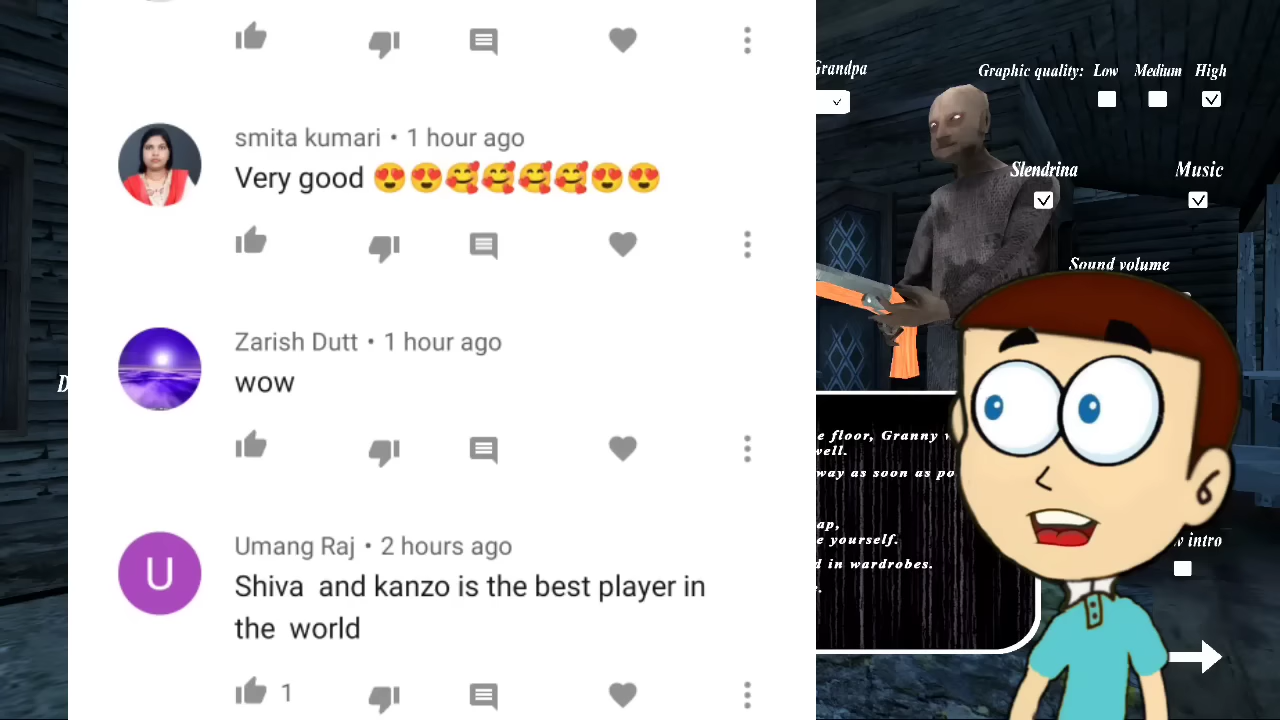 smita kumari • 1 hour ago
Very good 😍😍🥰🥰🥰🥰😍😍
Zarish Dutt • 1 hour ago
wow
U
Umang Raj • 2 hours ago
Shiva and kanzo is the best player in
the world
1
Grandpa
Graphic quality: Low Medium High
Slendrina Music
Sound volume
D
e floor, Granny
well.
way as soon as po
ap,
e yourself.
d in wardrobes.
intro